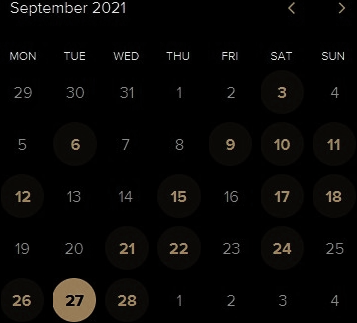 September 2021
MON TUE WED THU FRI SAT SUN
29 30 31 1 2 3 4
5 6 7 8 9 10 11
12 13 14 15 16 17 18
19 20 21 22 23 24 25
26 27 28 1 2 3 4